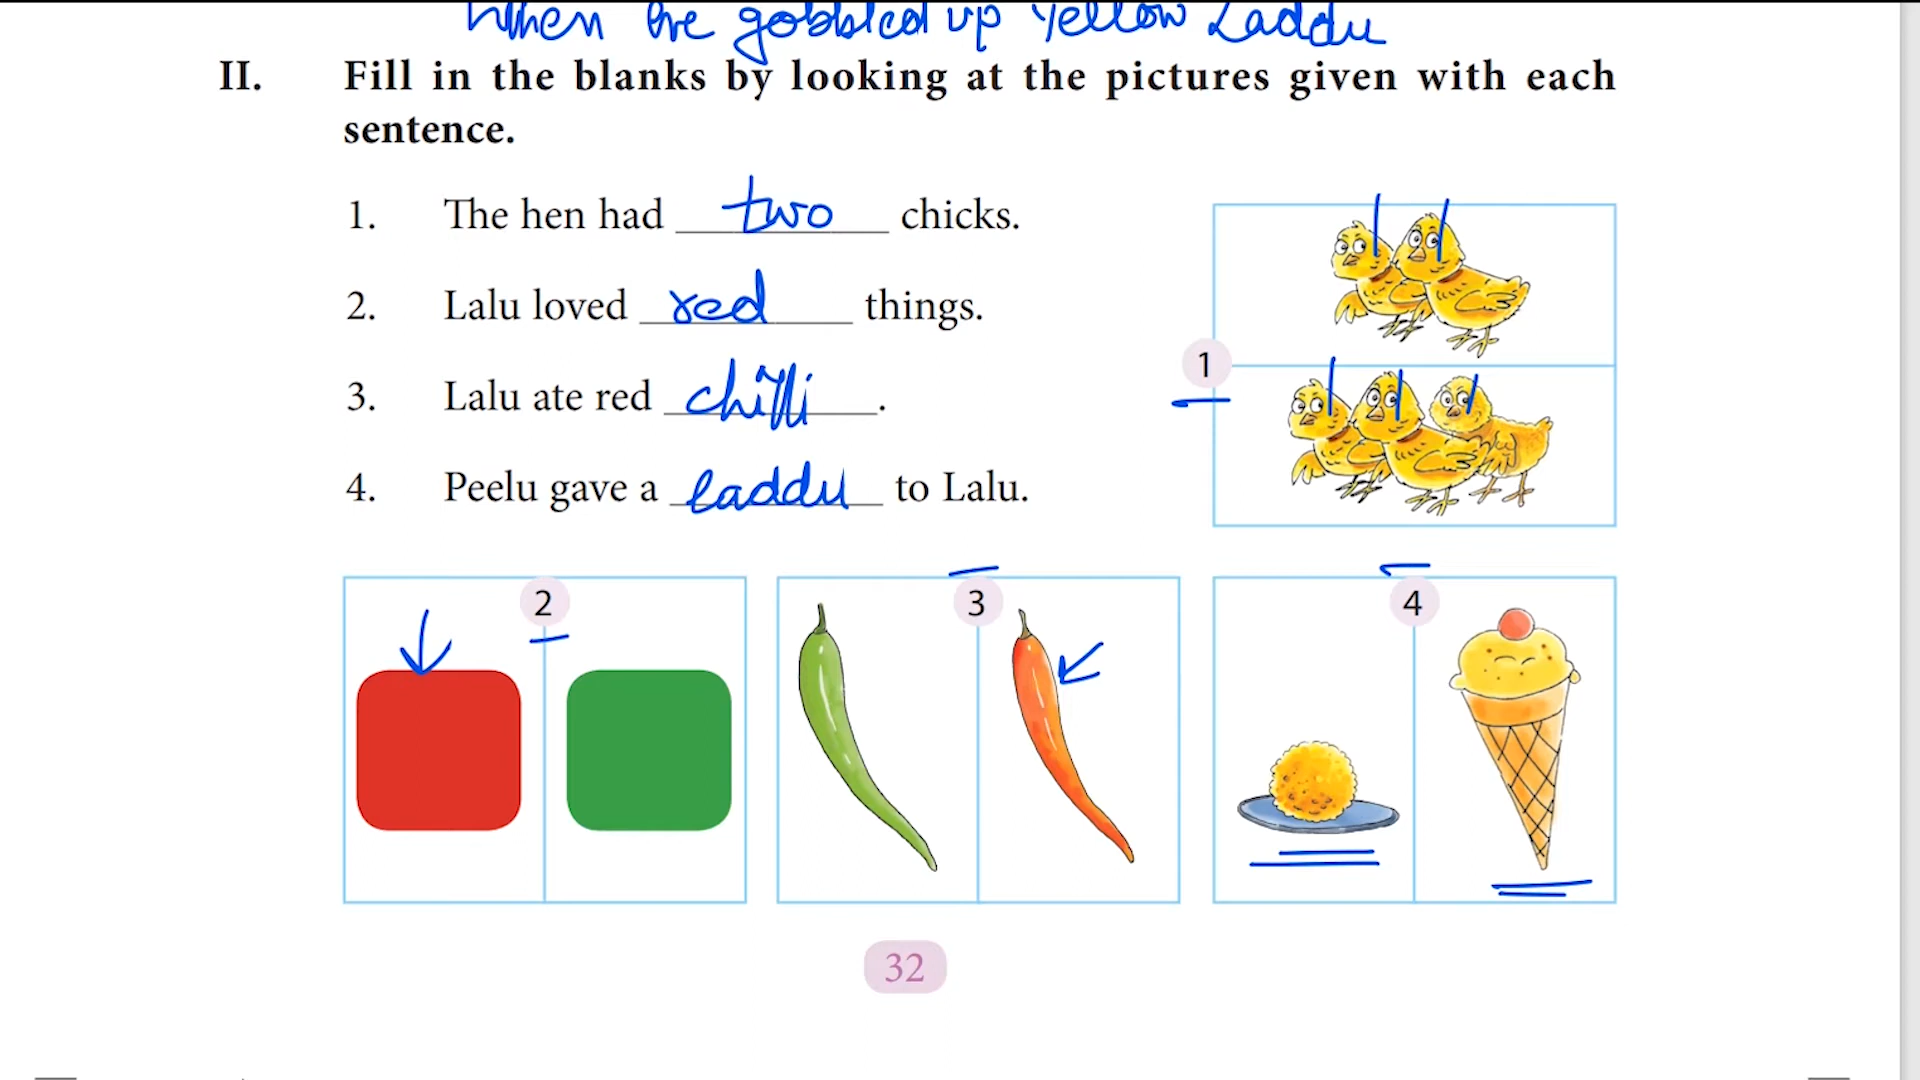 When he gobbled up Yellow Laddu
II. Fill in the blanks by looking at the pictures given with each
sentence.
1. The hen had two chicks.
2. Lalu loved red things.
3. Lalu ate red chilli.
4. Peelu gave a laddu to Lalu.
1
2
3
4
32